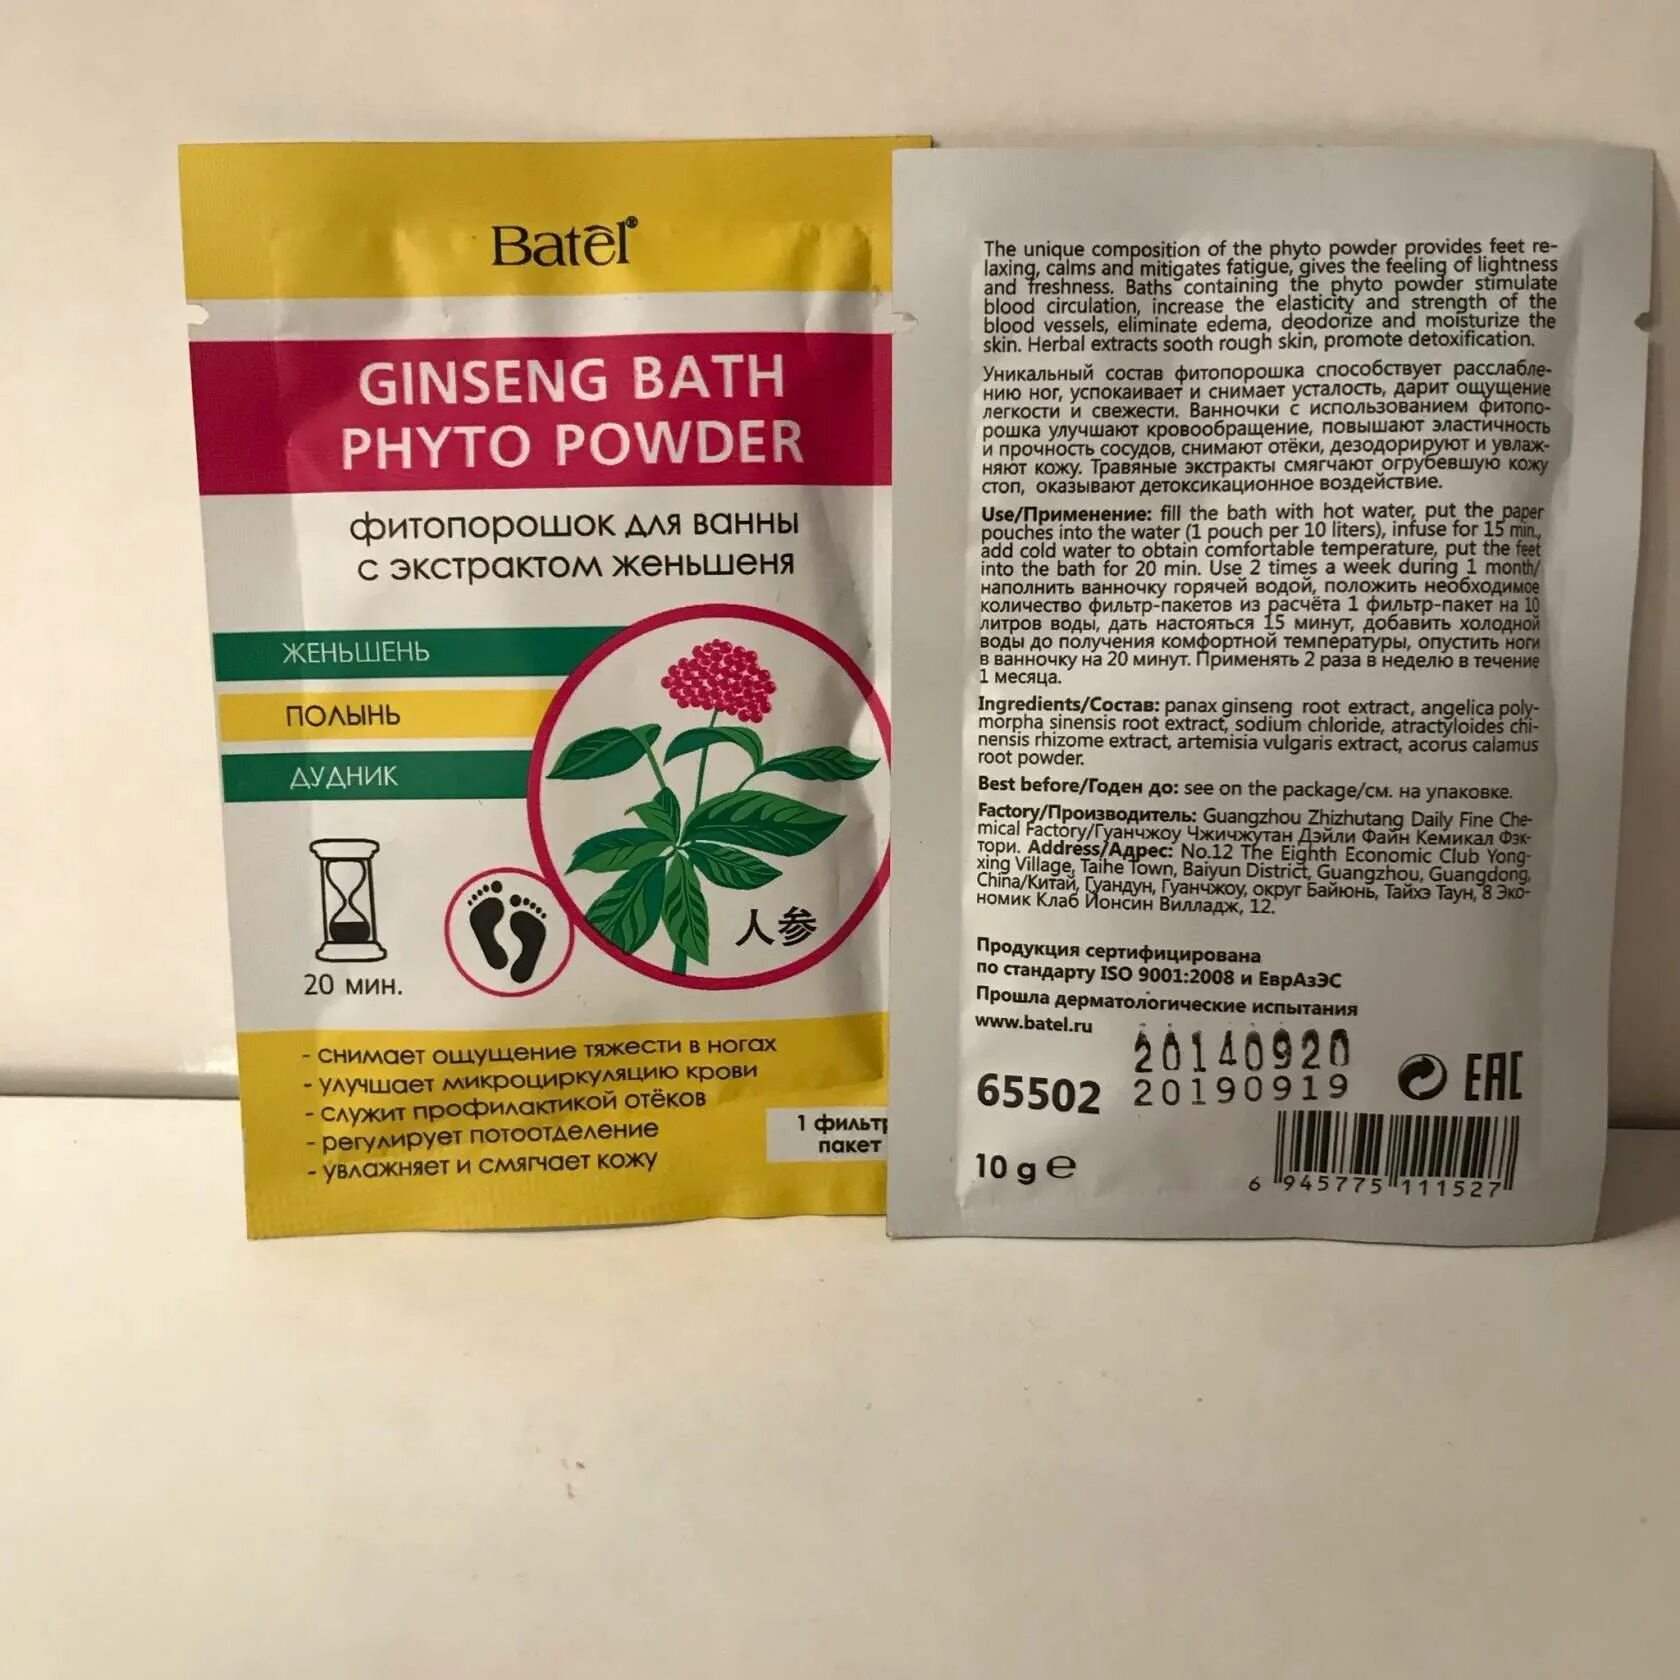 Batel®
GINSENG BATH
PHYTO POWDER
фитопорошок для ванны
с экстрактом женьшеня
ЖЕНЬШЕНЬ
ПОЛЫНЬ
ДУДНИК
人参
20 мин.
- снимает ощущение тяжести в ногах
- улучшает микроциркуляцию крови
- служит профилактикой отёков
- регулирует потоотделение
- увлажняет и смягчает кожу
1 фильтр
пакет
The unique composition of the phyto powder provides feet re-
laxing, calms and mitigates fatigue, gives the feeling of lightness
and freshness. Baths containing the phyto powder stimulate
blood circulation, increase the elasticity and strength of the
blood vessels, eliminate edema, deodorize and moisturize the
skin. Herbal extracts sooth rough skin, promote detoxification.
Уникальный состав фитопорошка способствует расслабле-
нию ног, успокаивает и снимает усталость, дарит ощущение
легкости и свежести. Ванночки с использованием фитопо-
рошка улучшают кровообращение, повышают эластичность
и прочность сосудов, снимают отёки, дезодорируют и увлаж-
няют кожу. Травяные экстракты смягчают огрубевшую кожу
стоп, оказывают детоксикационное воздействие.
Use/Применение: fill the bath with hot water, put the paper
pouches into the water (1 pouch per 10 liters), infuse for 15 min.,
add cold water to obtain comfortable temperature, put the feet
into the bath for 20 min. Use 2 times a week during 1 month/
наполнить ванночку горячей водой, положить необходимое
количество фильтр-пакетов из расчёта 1 фильтр-пакет на 10
литров воды, дать настояться 15 минут, добавить холодной
воды до получения комфортной температуры, опустить ноги
в ванночку на 20 минут. Применять 2 раза в неделю в течение
1 месяца.
Ingredients/Состав: panax ginseng root extract, angelica poly-
morpha sinensis root extract, sodium chloride, atractyloides chi-
nensis rhizome extract, artemisia vulgaris extract, acorus calamus
root powder.
Best before/Годен до: see on the package/см. на упаковке.
Factory/Производитель: Guangzhou Zhizhutang Daily Fine Che-
mical Factory/Гуанчжоу Чжичжутан Дэйли Файн Кемикал Фэк-
тори. Address/Адрес: No.12 The Eighth Economic Club Yong-
xing Village, Taihe Town, Baiyun District, Guangzhou, Guangdong,
China/Китай, Гуандун, Гуанчжоу, округ Байюнь, Тайхэ Таун, 8 Эко-
номик Клаб Йонсин Вилладж, 12.
Продукция сертифицирована
по стандарту ISO 9001:2008 и ЕврАзЭС
Прошла дерматологические испытания
www.batel.ru
20140920
65502 20190919
EAC
10 g e
6 945775 111527